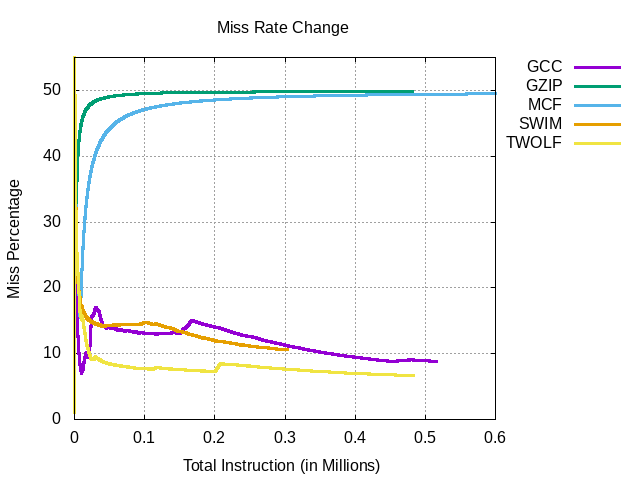 Miss Rate Change
GCC
GZIP
MCF
SWIM
TWOLF
Miss Percentage
50
40
30
20
10
0
0 0.1 0.2 0.3 0.4 0.5 0.6
Total Instruction (in Millions)